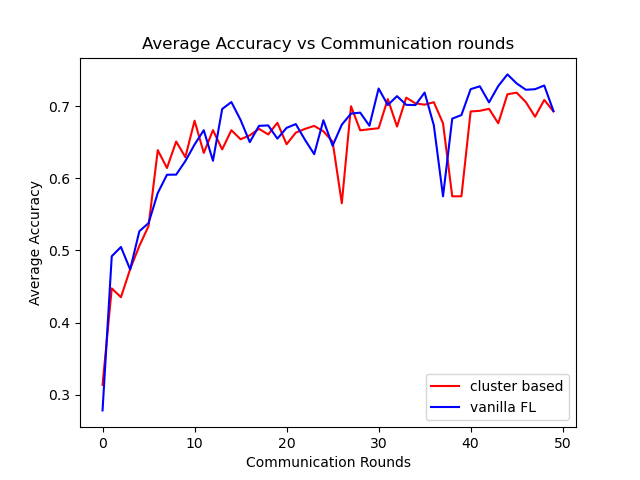 Average Accuracy vs Communication rounds
Average Accuracy
0.7
0.6
0.5
0.4
0.3
0
10
20
30
40
50
Communication Rounds
cluster based
vanilla FL